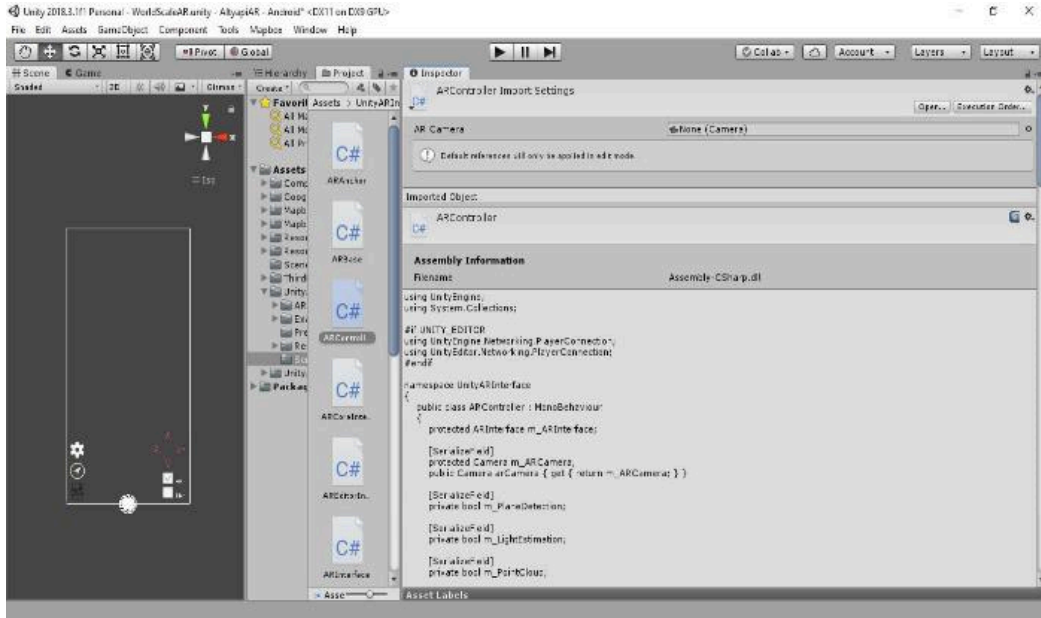 Unity 2018.3.1f1 Personal - WorldScaleAR.unity - AltyapiAR - Android* <DX11 on DX9 GPU>
File Edit Assets GameObject Component Tools Mapbox Window Help
Pivot Global Collab Account Layers Layout
Scene Game Hierarchy Project Inspector
Shaded 2D Gizmos Create
ARController Import Settings
Open... Execution Order...
Assets > UnityARIn
AR Camera None (Camera)
Default references will only be applied in edit mode.
Iso
Assets
ARAnchor
Imported Object
ARController
ARBase
Assembly Information
Filename Assembly-CSharp.dll
using UnityEngine;
using System.Collections;
#if UNITY_EDITOR
using UnityEngine.Networking.PlayerConnection;
using UnityEditor.Networking.PlayerConnection;
#endif
namespace UnityARInterface
{
public class ARController : MonoBehaviour
{
protected ARInterface m_ARInterface;
[SerializeField]
protected Camera m_ARCamera;
public Camera arCamera { get { return m_ARCamera; } }
[SerializeField]
private bool m_PlaneDetection;
[SerializeField]
private bool m_LightEstimation;
[SerializeField]
private bool m_PointCloud;
C#
C#
C#
ARControll
C#
C#
C#
ARInterface
Asset Labels